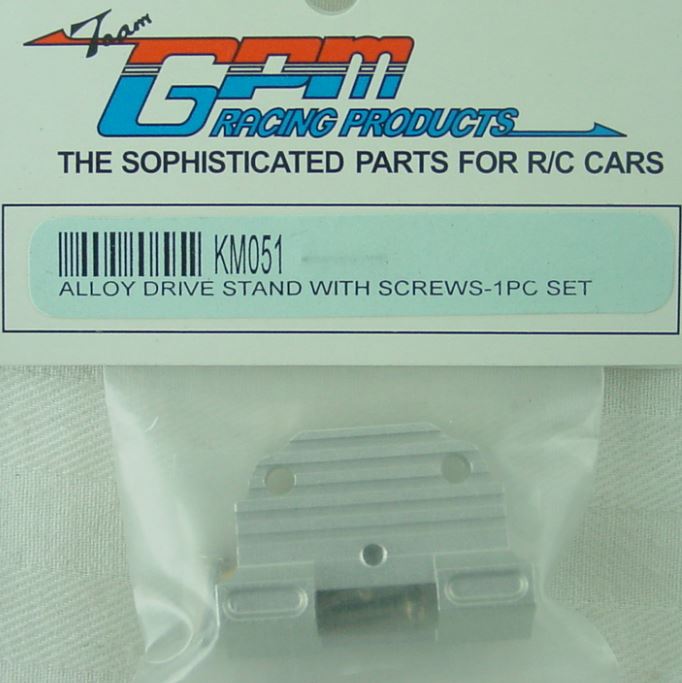 Team
GPM
RACING PRODUCTS
THE SOPHISTICATED PARTS FOR R/C CARS
KM051
ALLOY DRIVE STAND WITH SCREWS-1PC SET